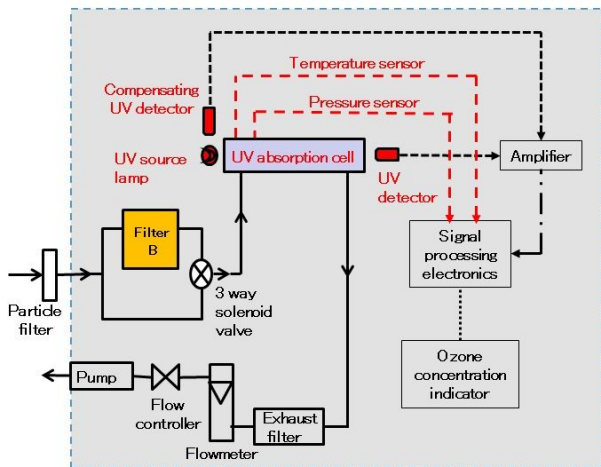 Temperature sensor
Compensating
UV detector
Pressure sensor
UV source
lamp
UV absorption cell
UV
detector
Amplifier
Filter
B
Signal
processing
electronics
Particle
filter
3 way
solenoid
valve
Ozone
concentration
indicator
Pump
Flow
controller
Flowmeter
Exhaust
filter